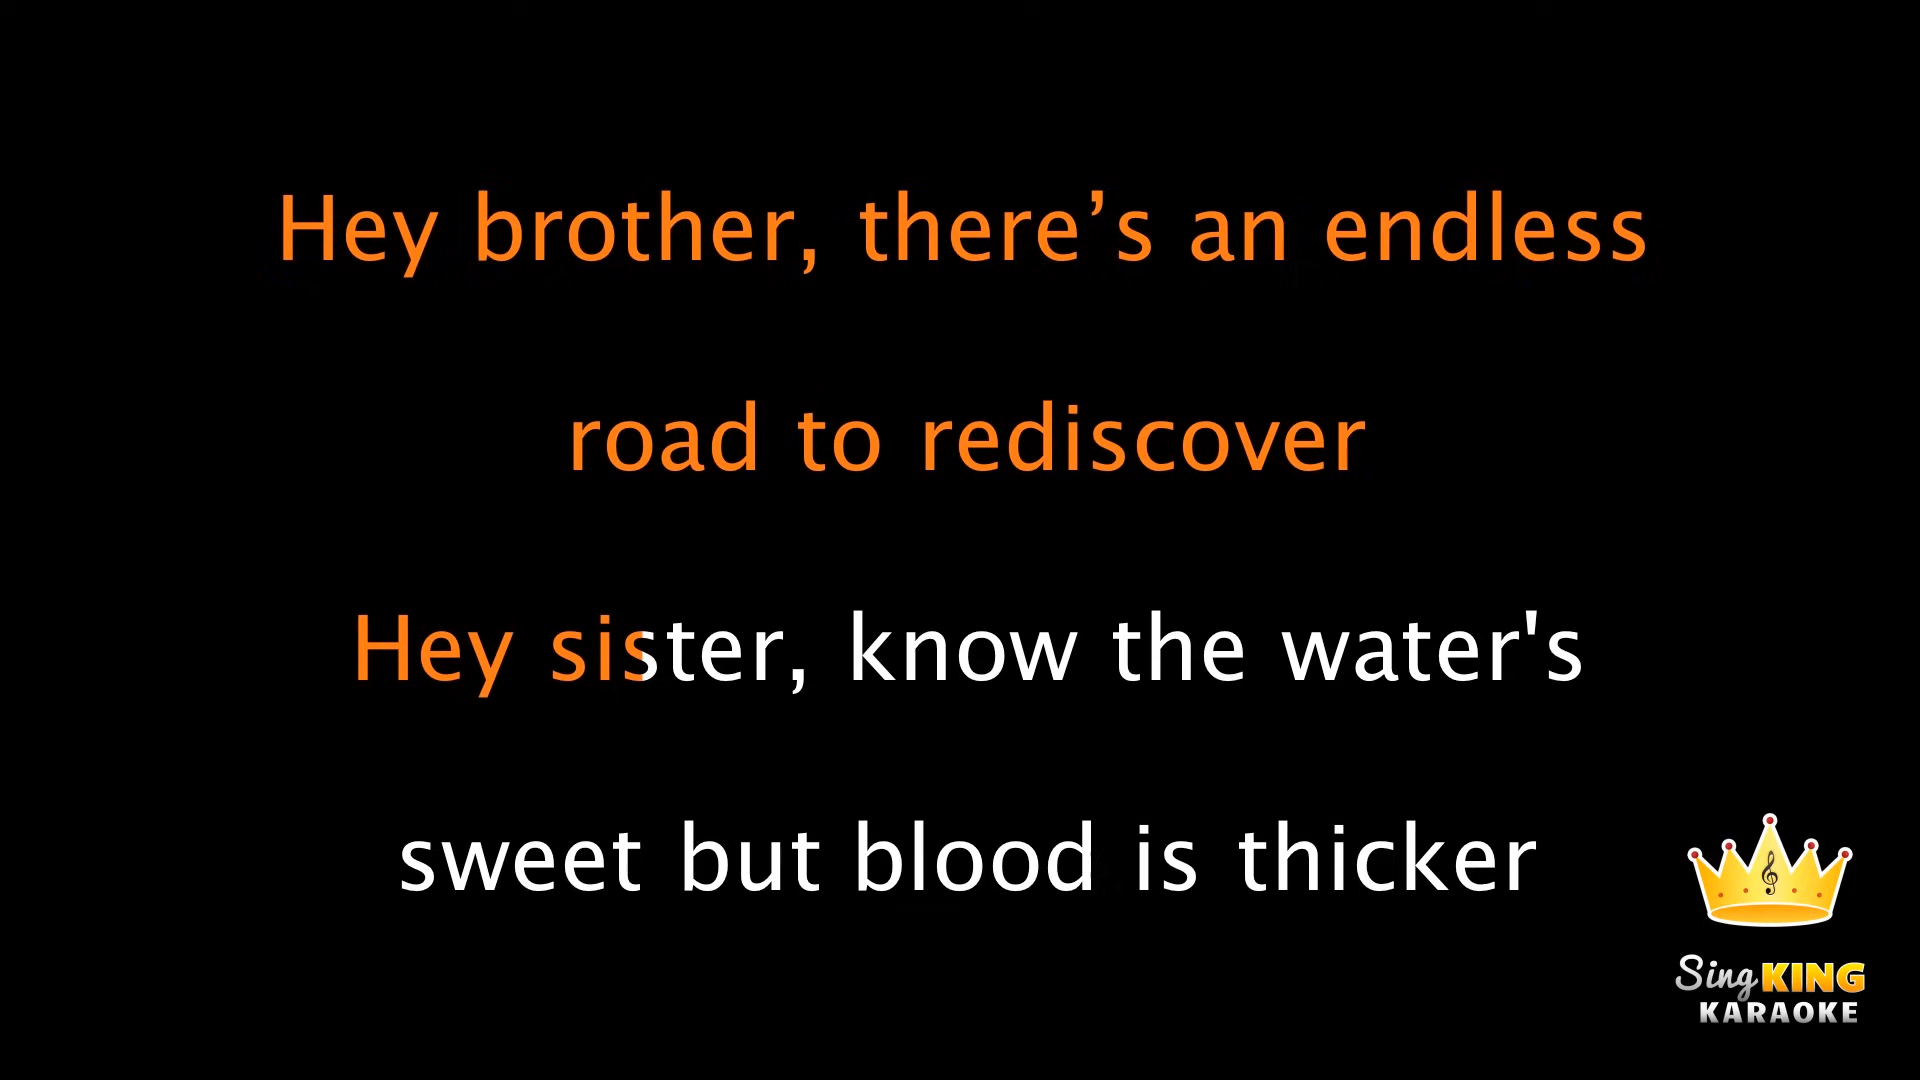 Hey brother, there’s an endless
road to rediscover
Hey sister, know the water's
sweet but blood is thicker
Sing KING
KARAOKE